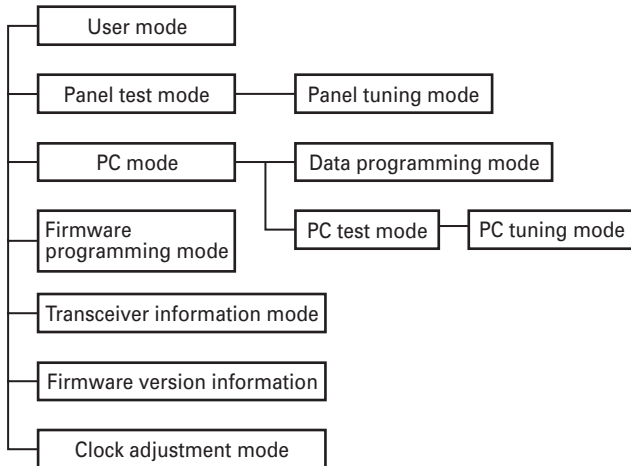 User mode
Panel test mode
Panel tuning mode
PC mode
Data programming mode
PC test mode
PC tuning mode
Firmware
programming mode
Transceiver information mode
Firmware version information
Clock adjustment mode